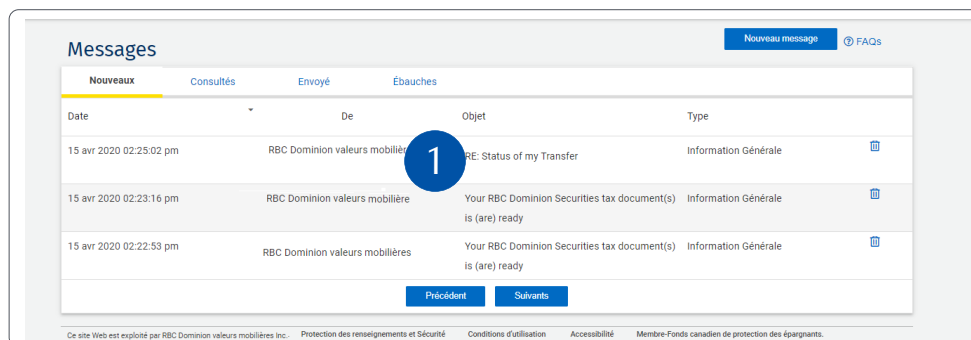 Messages
Nouveau message
FAQs
Nouveaux Consultés Envoyé Ébauches
Date De Objet Type
15 avr 2020 02:25:02 pm RBC Dominion valeurs 1 RE: Status of my Transfer Information Générale
15 avr 2020 02:23:16 pm RBC Dominion valeurs mobilière Your RBC Dominion Securities tax document(s) Information Générale
is (are) ready
15 avr 2020 02:22:53 pm RBC Dominion valeurs mobilières Your RBC Dominion Securities tax document(s) Information Générale
is (are) ready
Précédent Suivants
Ce site Web est exploité par RBC Dominion valeurs mobilières Inc.- Protection des renseignements et Sécurité Conditions d'utilisation Accessibilité Membre-Fonds canadien de protection des épargnants.